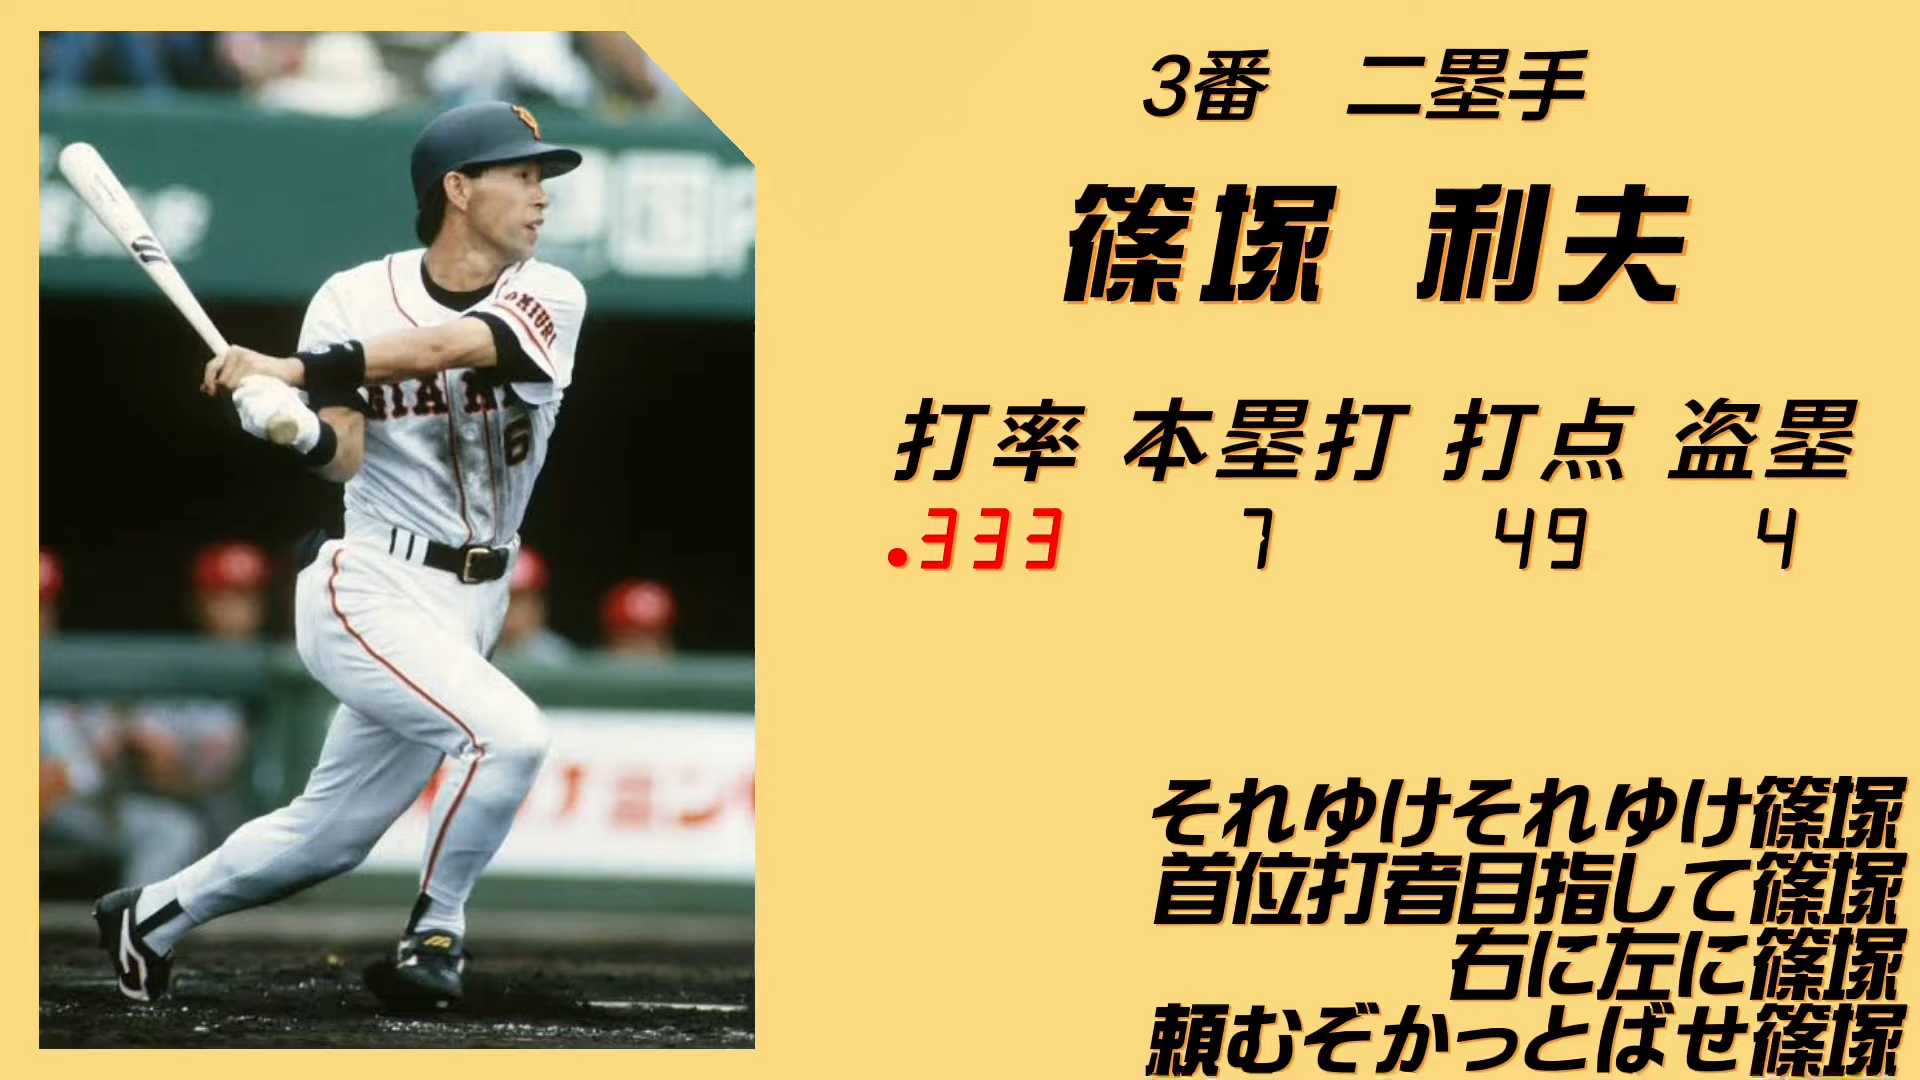 3番 二塁手
篠塚 利夫
打率 本塁打 打点 盗塁
.333 7 49 4
それゆけそれゆけ篠塚
首位打者目指して篠塚
右に左に篠塚
頼むぞかっとばせ篠塚
GIANT
6